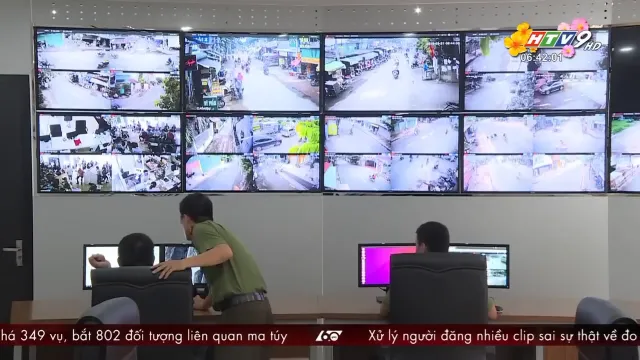 HTV9 HD
06:42:01
há 349 vụ, bắt 802 đối tượng liên quan ma túy
60
Xử lý người đăng nhiều clip sai sự thật về đo